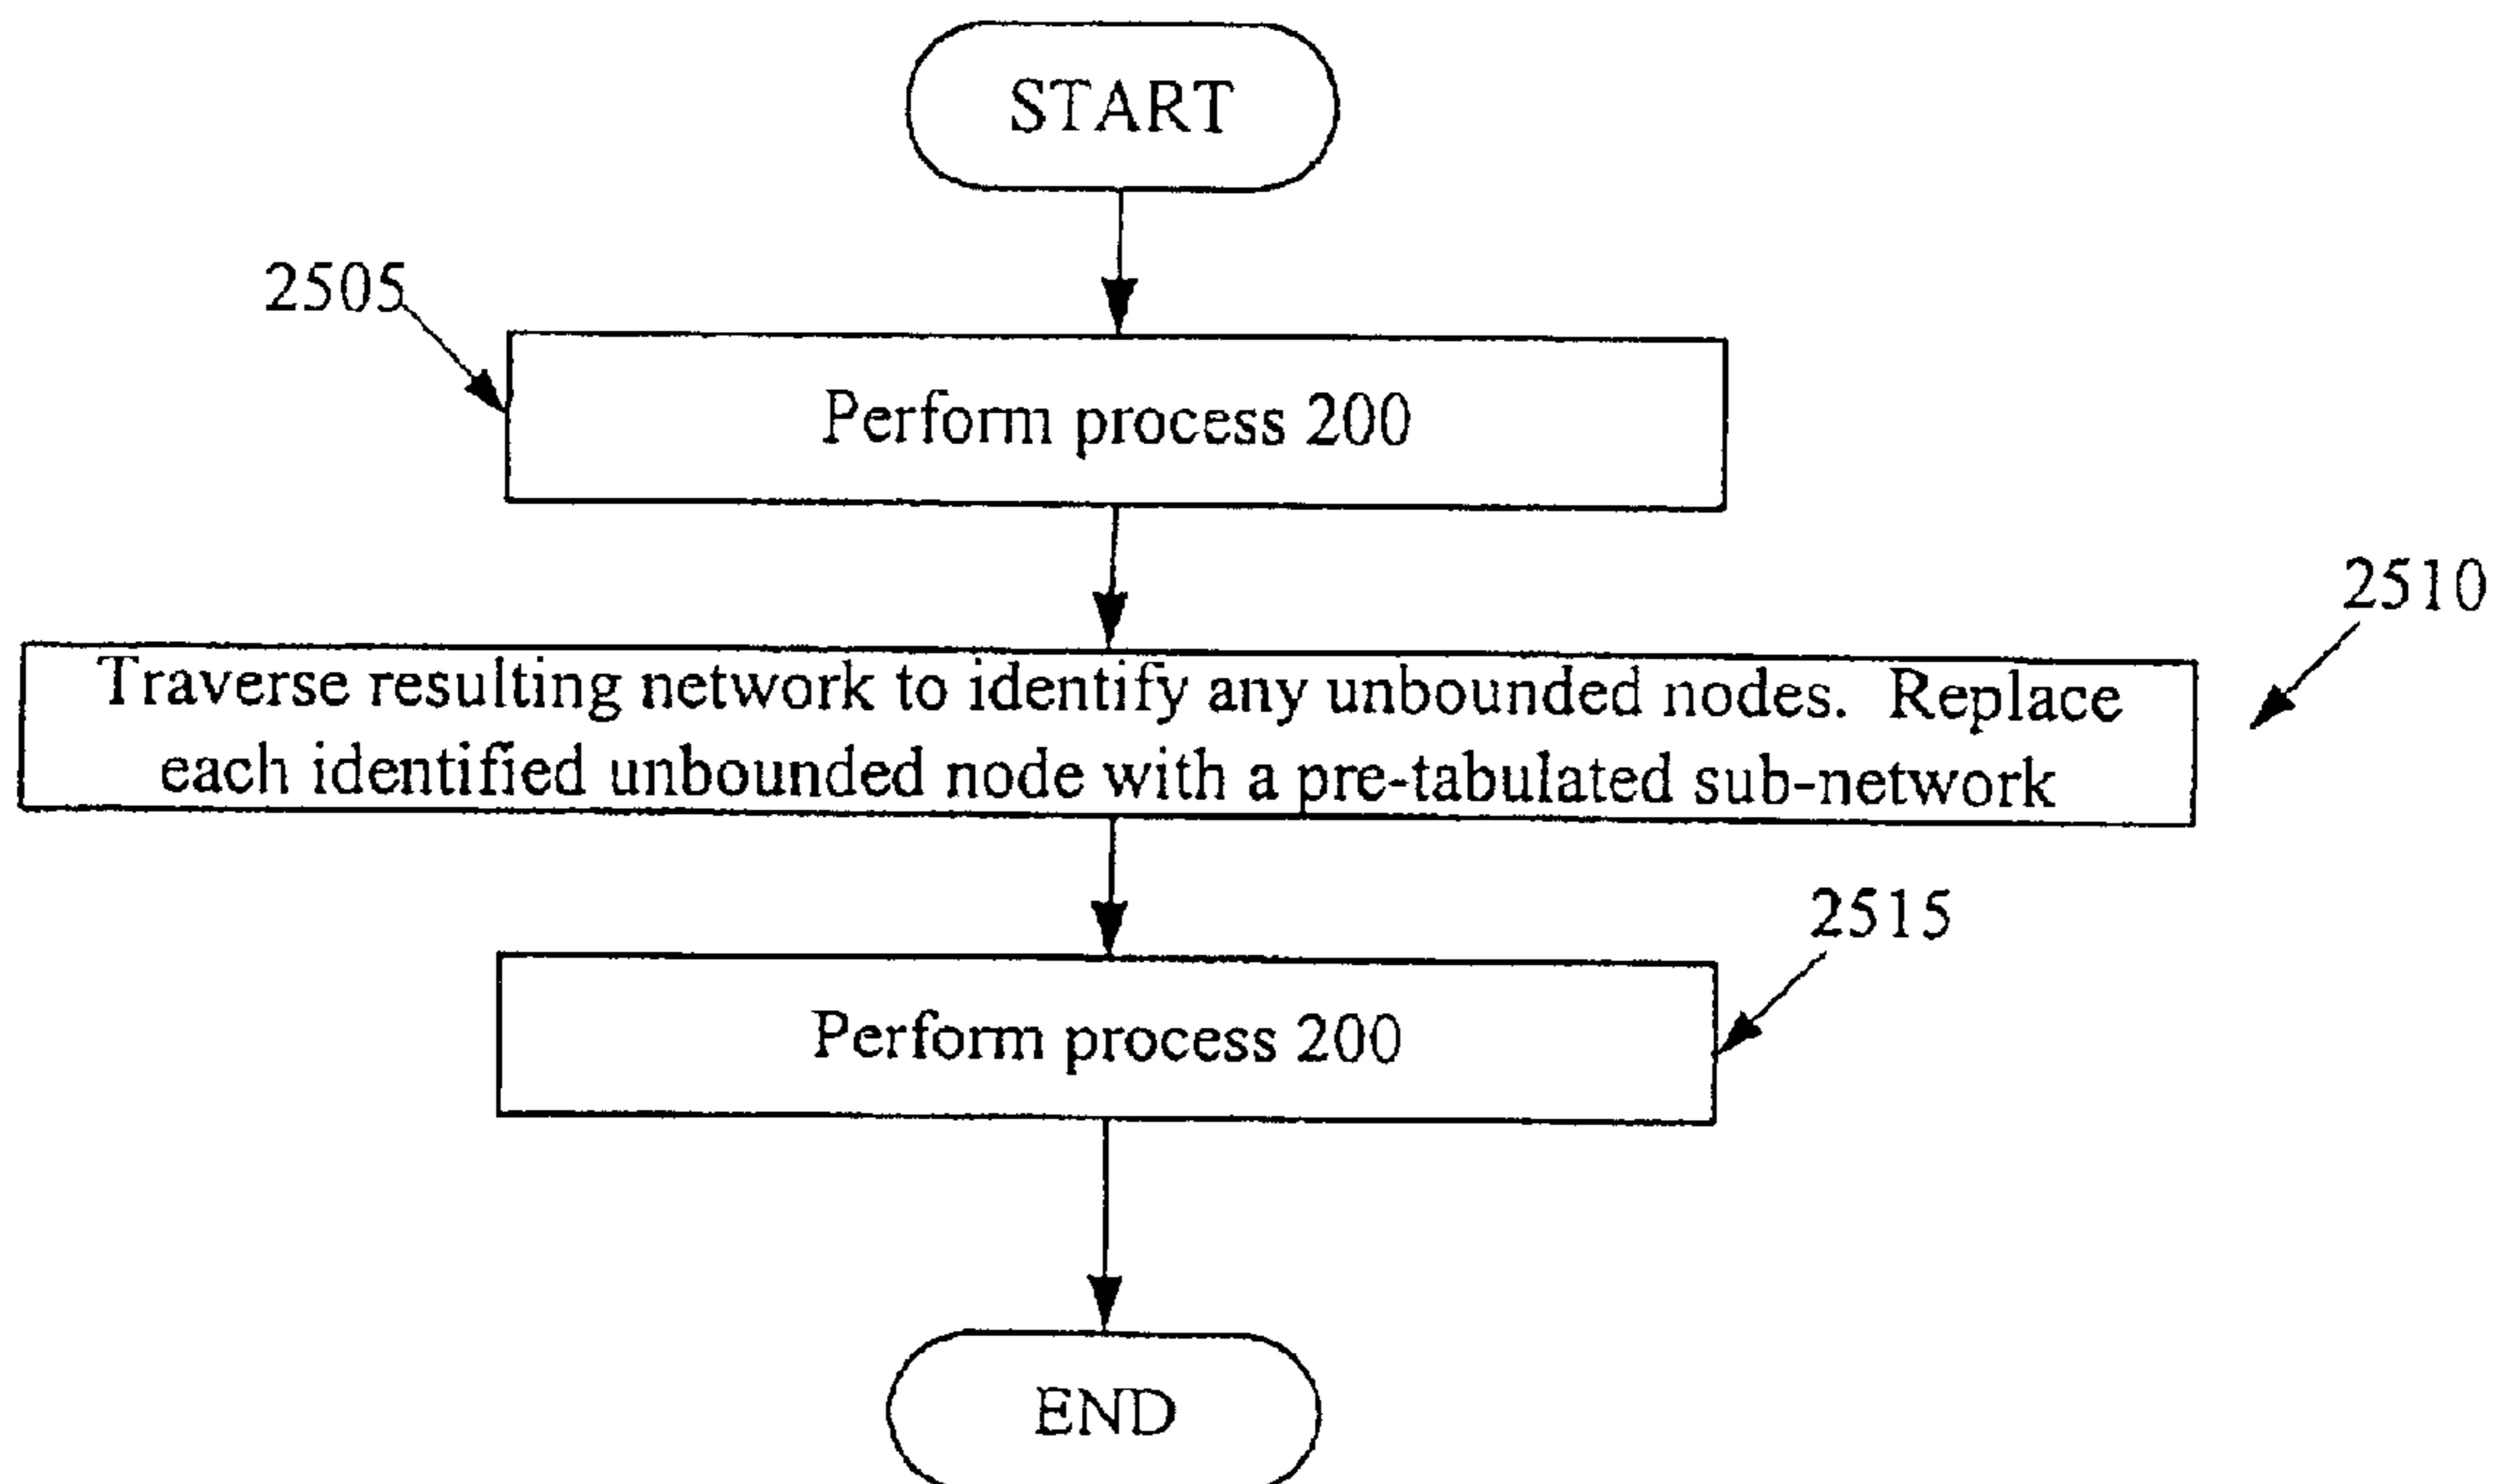 START
2505
Perform process 200
2510
Traverse resulting network to identify any unbounded nodes. Replace
each identified unbounded node with a pre-tabulated sub-network
2515
Perform process 200
END